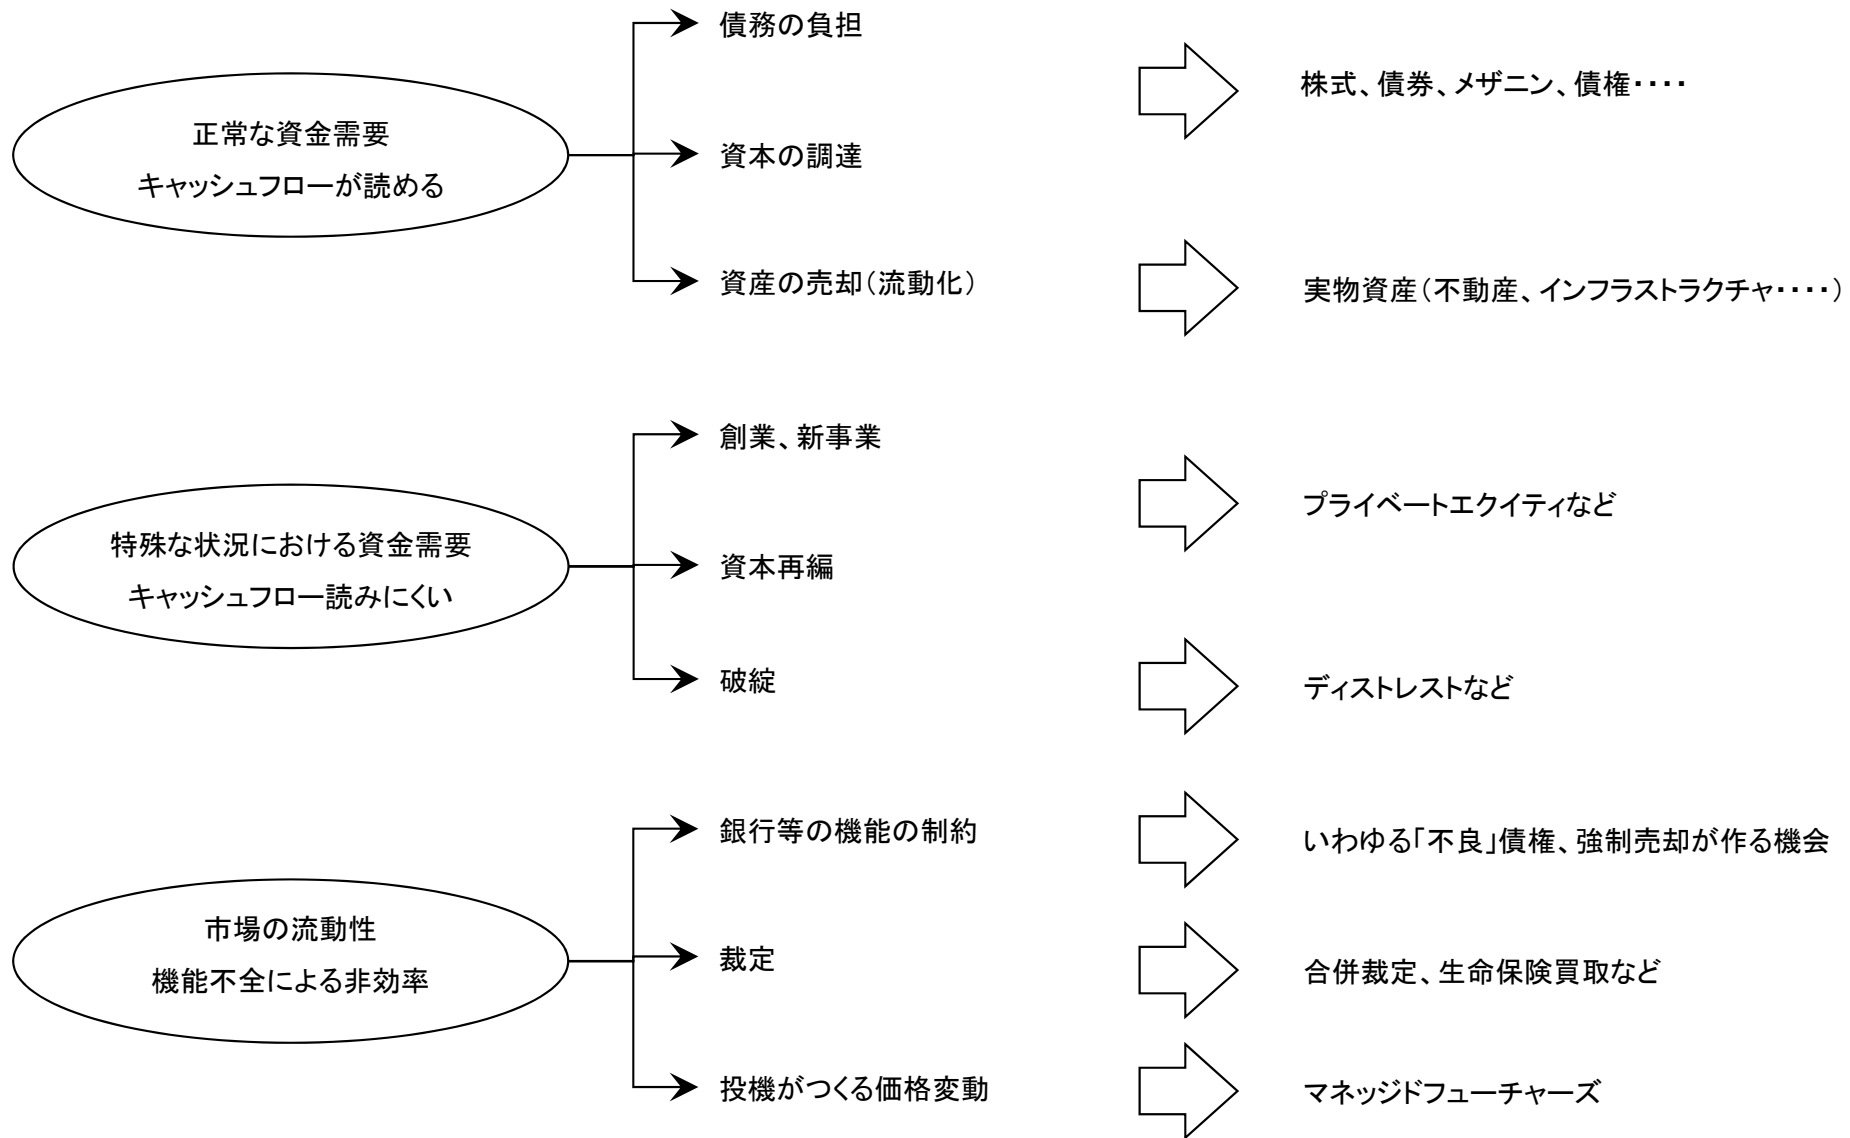 正常な資金需要
キャッシュフローが読める
債務の負担
資本の調達
資産の売却（流動化）
株式、債券、メザニン、債権・・・・
実物資産（不動産、インフラストラクチャ・・・・）
特殊な状況における資金需要
キャッシュフロー読みにくい
創業、新事業
資本再編
破綻
プライベートエクイティなど
ディストレストなど
市場の流動性
機能不全による非効率
銀行等の機能の制約
裁定
投機がつくる価格変動
いわゆる「不良」債権、強制売却が作る機会
合併裁定、生命保険買取など
マネッジドフューチャーズ